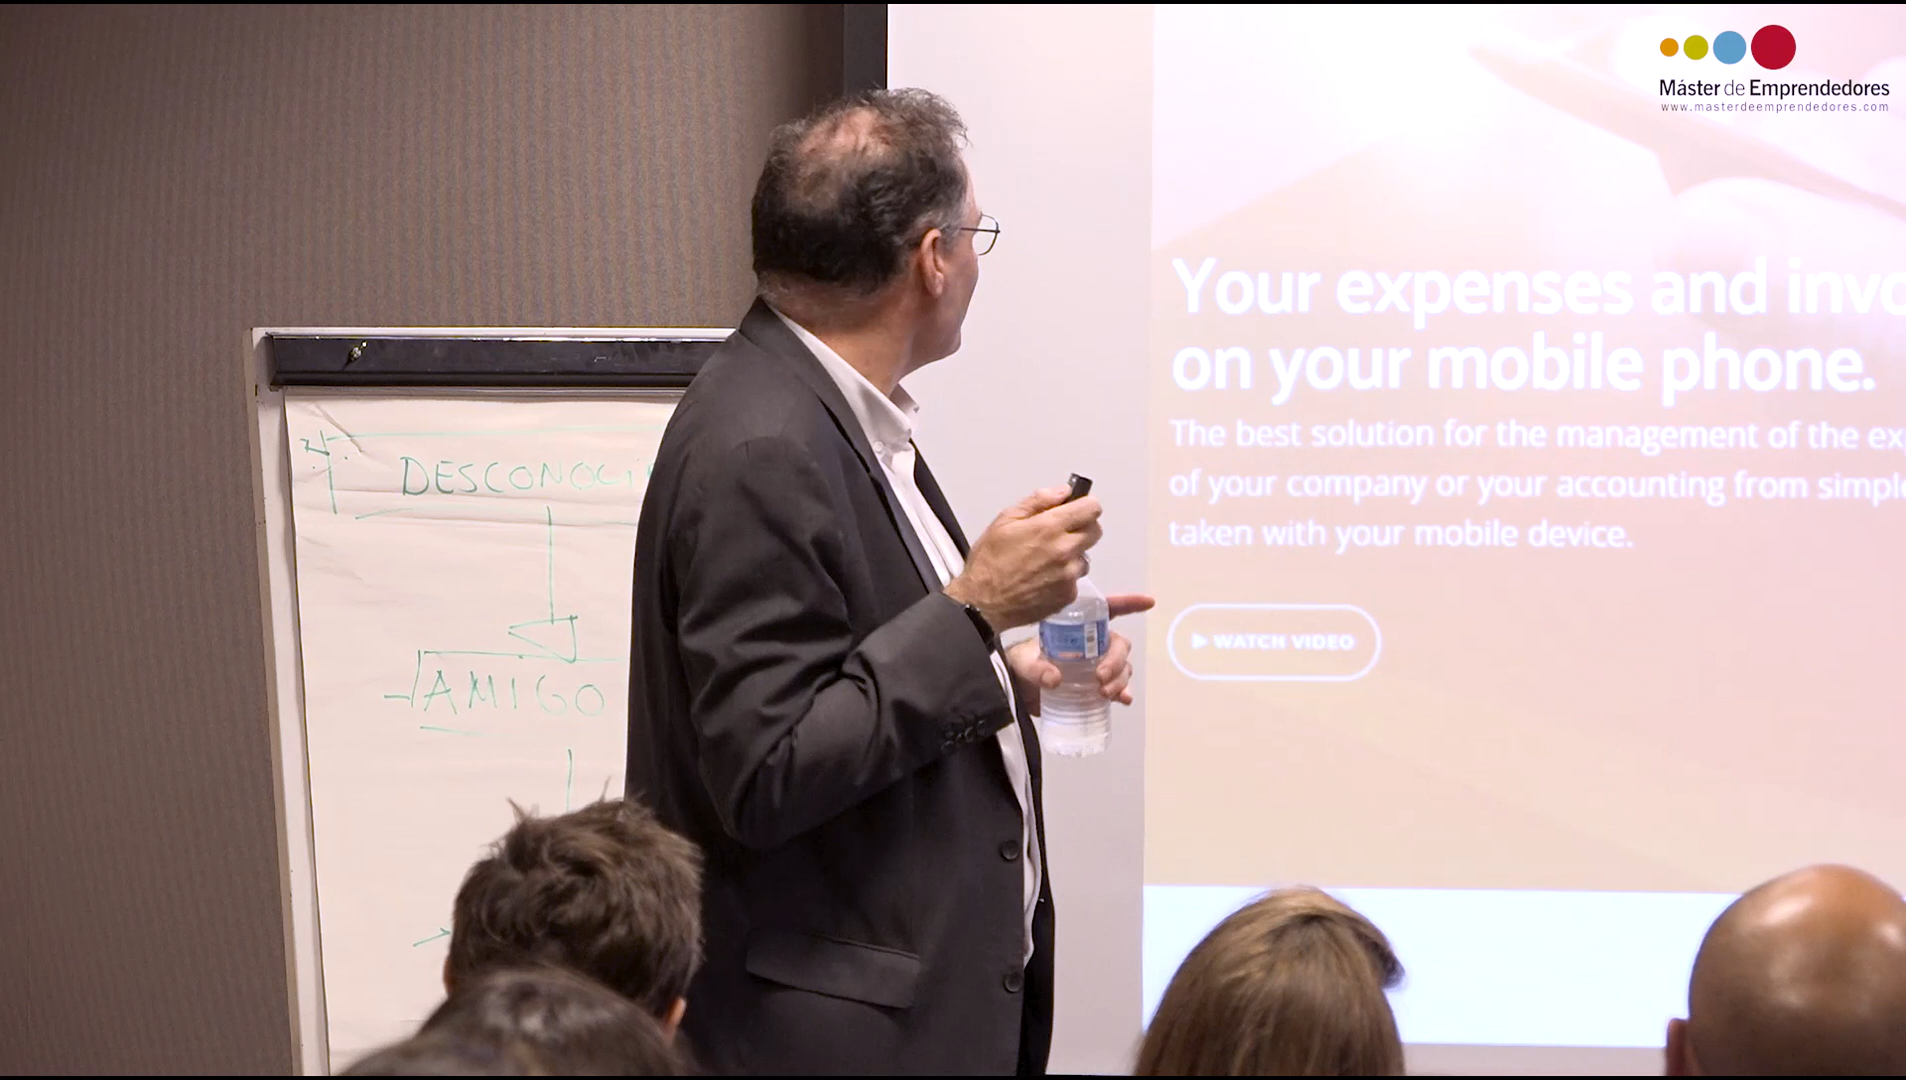 Máster de Emprendedores
www.masterdeemprendedores.com
Your expenses and invo
on your mobile phone.
The best solution for the management of the ex
of your company or your accounting from simple
taken with your mobile device.
▶ WATCH VIDEO
DESCONOCI
AMIGO